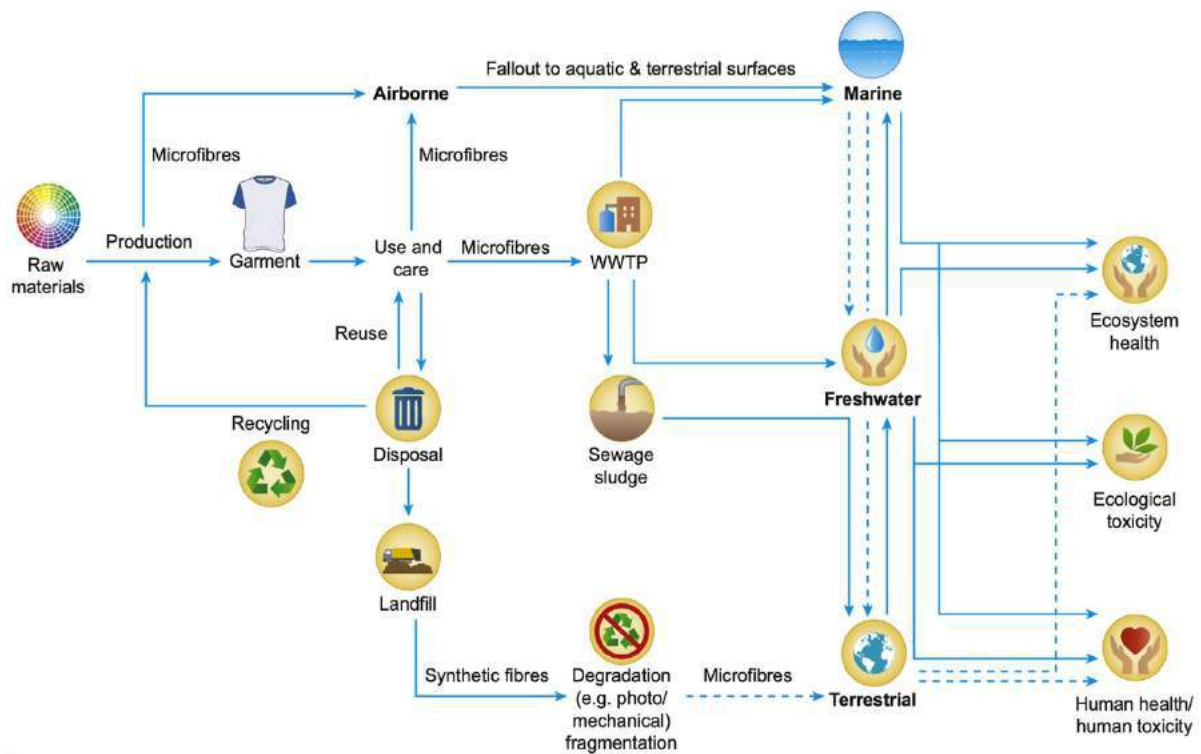 Fallout to aquatic & terrestrial surfaces
Airborne
Marine
Microfibres
Microfibres
Raw
materials
Production
Garment
Use and
care
Microfibres
WWTP
Ecosystem
health
Reuse
Freshwater
Recycling
Disposal
Sewage
sludge
Ecological
toxicity
Landfill
Synthetic fibres
Degradation
(e.g. photo/
mechanical)
fragmentation
Microfibres
Terrestrial
Human health/
human toxicity